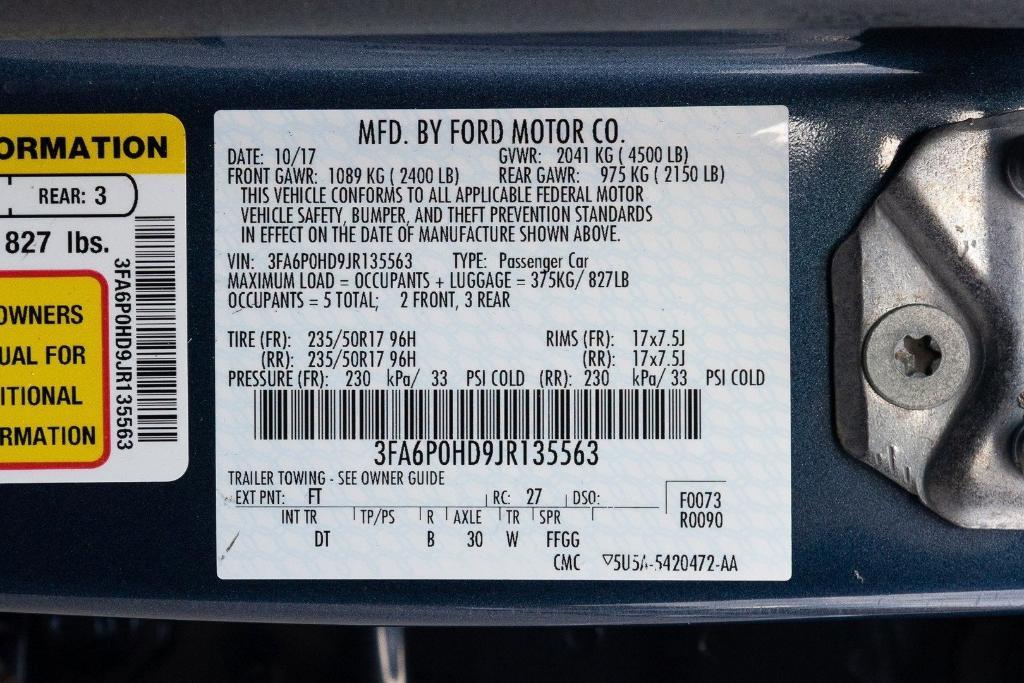 ORMATION
REAR: 3
827 lbs.
OWNERS
UAL FOR
ITIONAL
RMATION
3FA6P0HD9JR135563
MFD. BY FORD MOTOR CO.
DATE: 10/17 GVWR: 2041 KG ( 4500 LB)
FRONT GAWR: 1089 KG ( 2400 LB) REAR GAWR: 975 KG ( 2150 LB)
THIS VEHICLE CONFORMS TO ALL APPLICABLE FEDERAL MOTOR
VEHICLE SAFETY, BUMPER, AND THEFT PREVENTION STANDARDS
IN EFFECT ON THE DATE OF MANUFACTURE SHOWN ABOVE.
VIN: 3FA6P0HD9JR135563 TYPE: Passenger Car
MAXIMUM LOAD = OCCUPANTS + LUGGAGE = 375KG/ 827LB
OCCUPANTS = 5 TOTAL; 2 FRONT, 3 REAR
TIRE (FR): 235/50R17 96H RIMS (FR): 17x7.5J
(RR): 235/50R17 96H (RR): 17x7.5J
PRESSURE (FR): 230 kPa/ 33 PSI COLD (RR): 230 kPa/ 33 PSI COLD
3FA6P0HD9JR135563
TRAILER TOWING - SEE OWNER GUIDE
EXT PNT: FT RC: 27 DSO: F0073
R0090
INT TR TP/PS R AXLE TR SPR
DT B 30 W FFGG
CMC ▽5U5A-5420472-AA